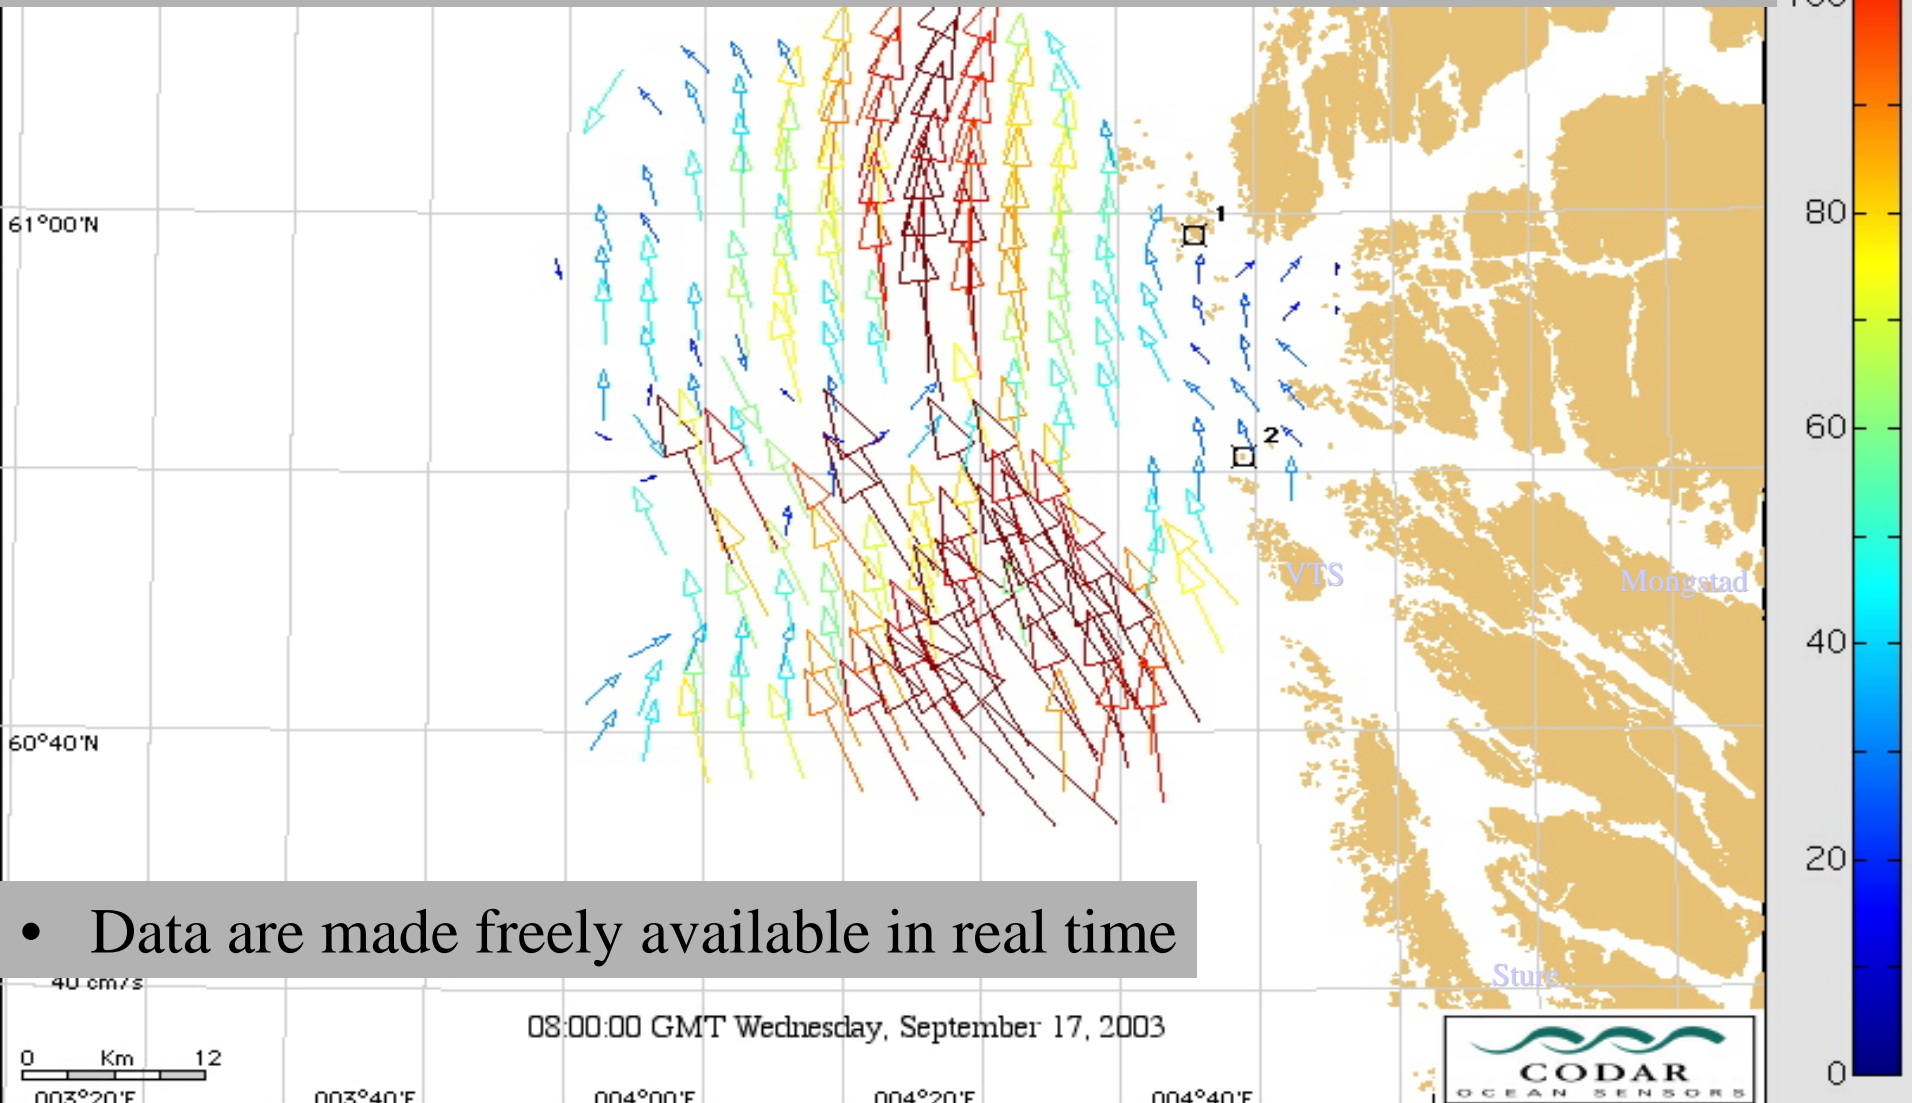 100
80
61°00'N
1
60
2
VTS
Mongstad
40
60°40'N
20
• Data are made freely available in real time
40 cm/s
Sture
08:00:00 GMT Wednesday, September 17, 2003
0 Km 12
CODAR
OCEAN SENSORS
0
003°20'E 003°40'E 004°00'E 004°20'E 004°40'E